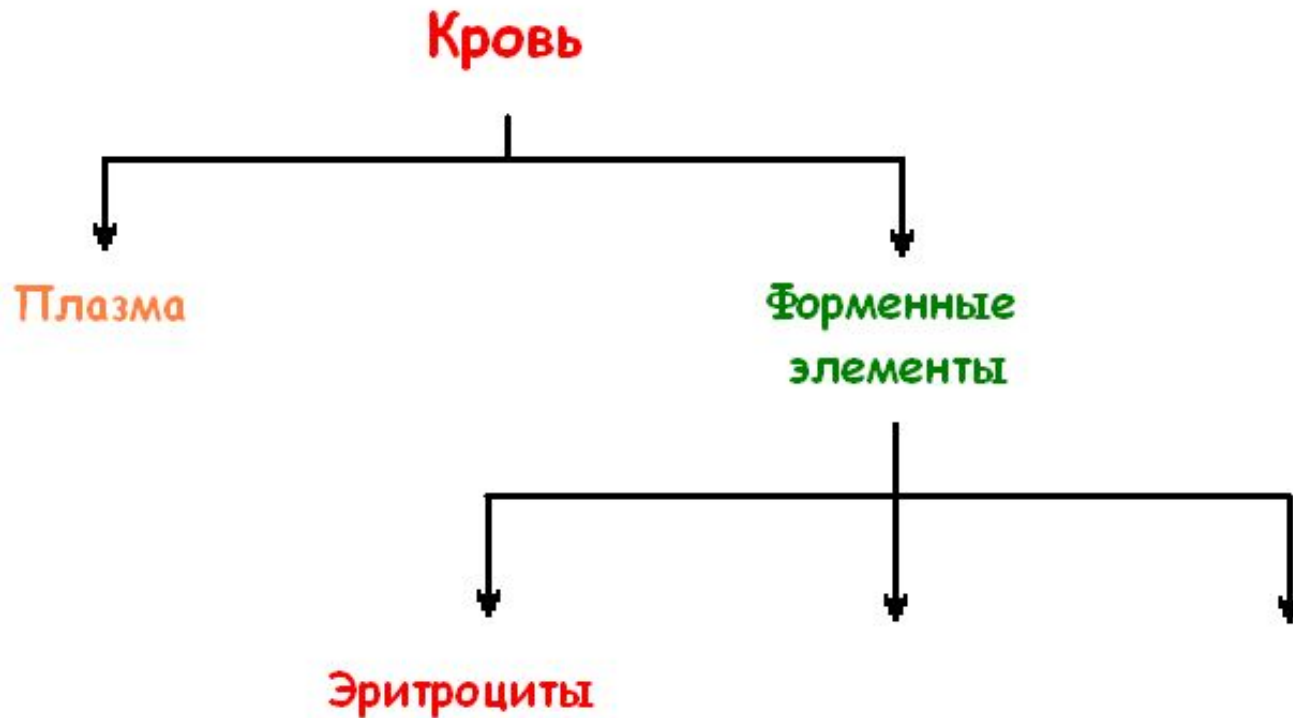 Кровь
Плазма
Форменные
элементы
Эритроциты